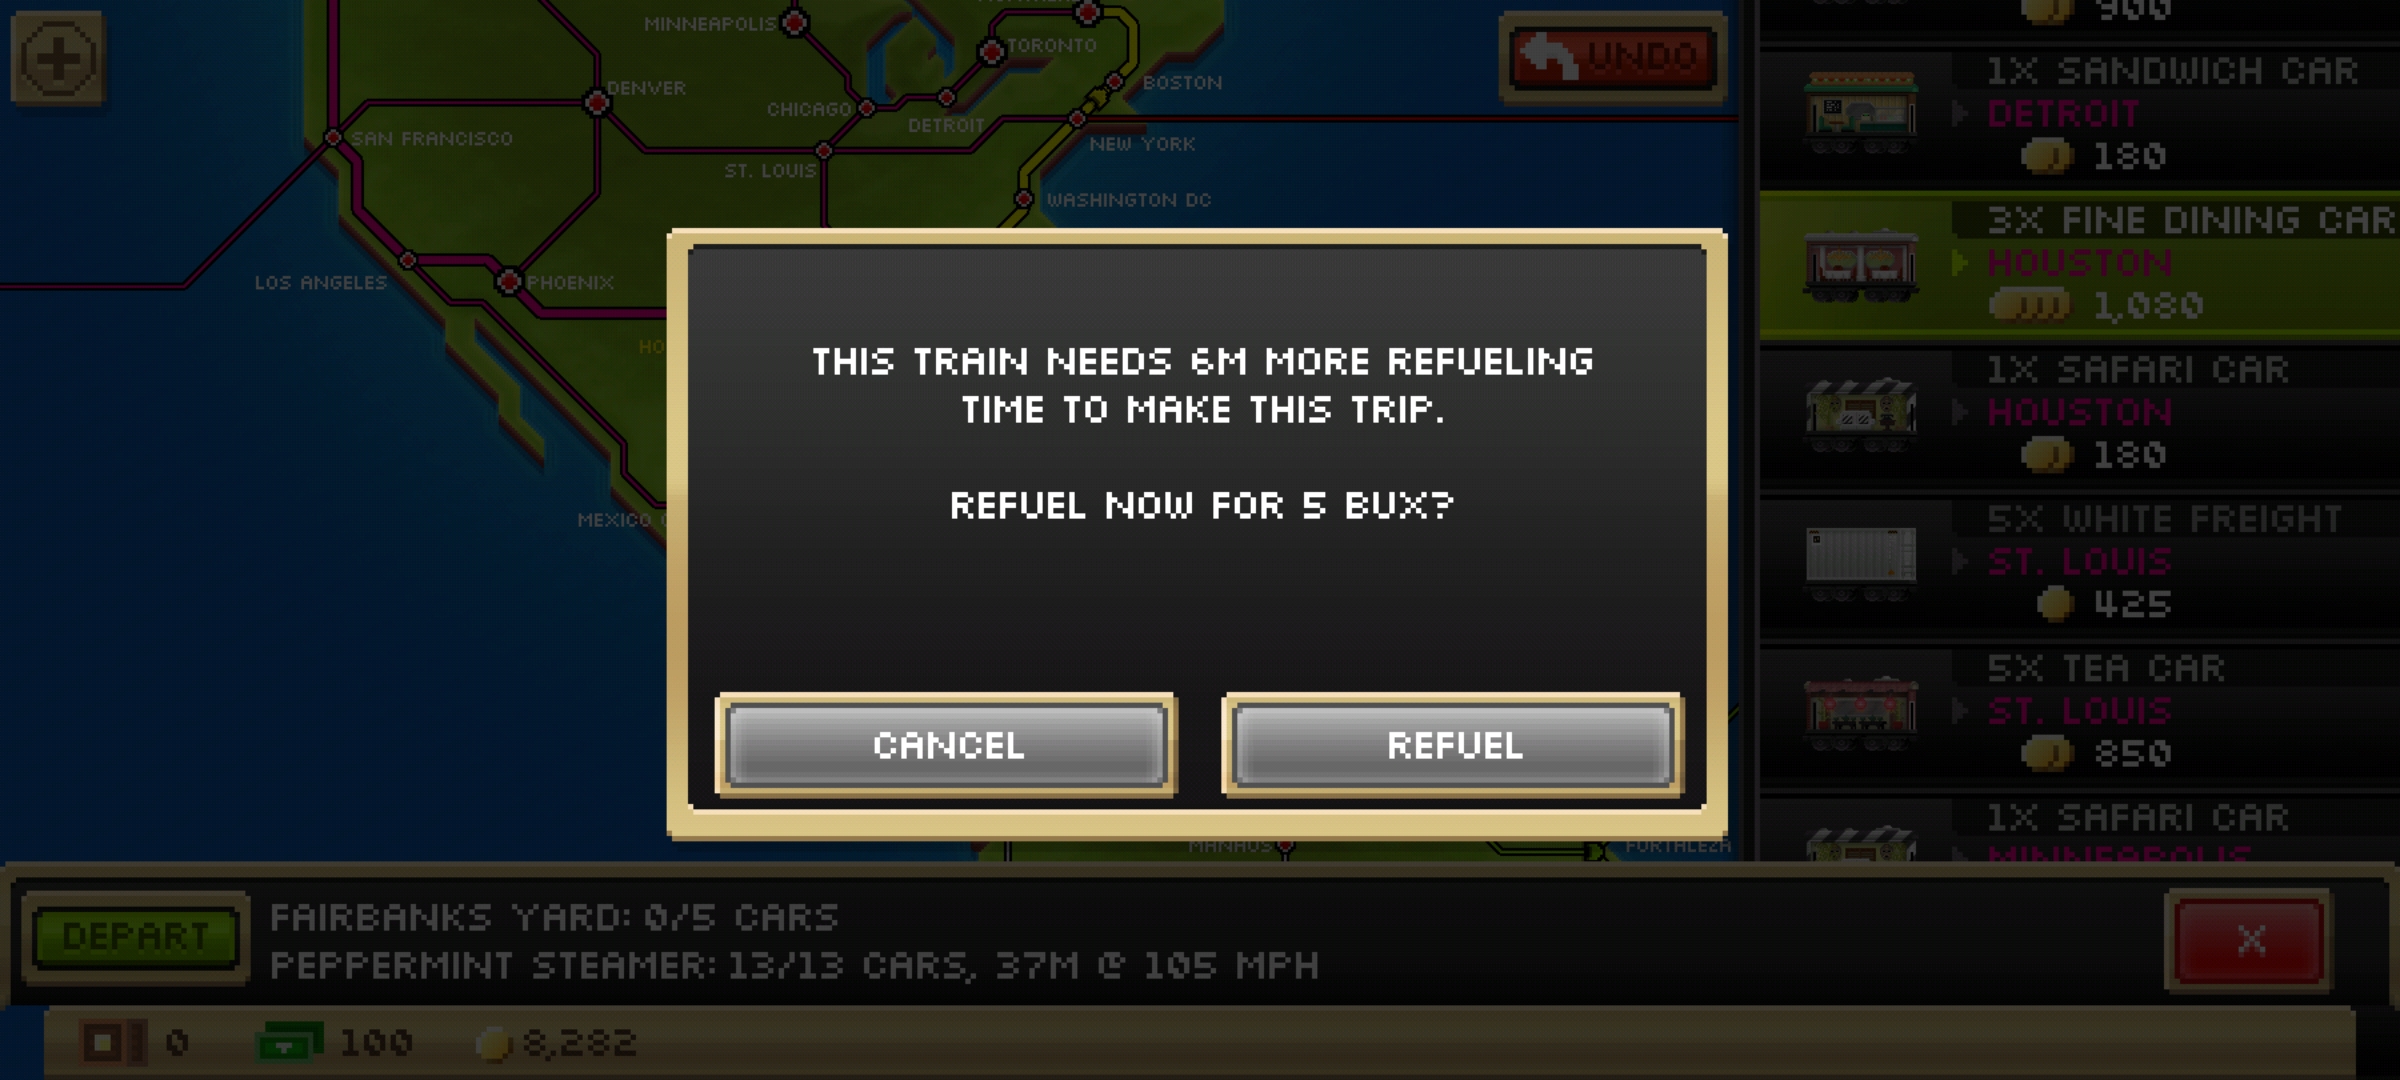 MINNEAPOLIS
TORONTO
UNDO
900
DENVER
BOSTON
1X SANDWICH CAR
CHICAGO
DETROIT
DETROIT
SAN FRANCISCO
NEW YORK
180
ST. LOUIS
WASHINGTON DC
3X FINE DINING CAR
HOUSTON
1,080
LOS ANGELES
PHOENIX
THIS TRAIN NEEDS 6M MORE REFUELING
TIME TO MAKE THIS TRIP.
1X SAFARI CAR
HOUSTON
180
REFUEL NOW FOR 5 BUX?
MEXICO
5X WHITE FREIGHT
ST. LOUIS
425
5X TEA CAR
ST. LOUIS
850
CANCEL
REFUEL
1X SAFARI CAR
MINNEAPOLIS
MANAUS
FORTALEZA
DEPART
FAIRBANKS YARD: 0/5 CARS
PEPPERMINT STEAMER: 13/13 CARS, 37M @ 105 MPH
X
0
100
8,282